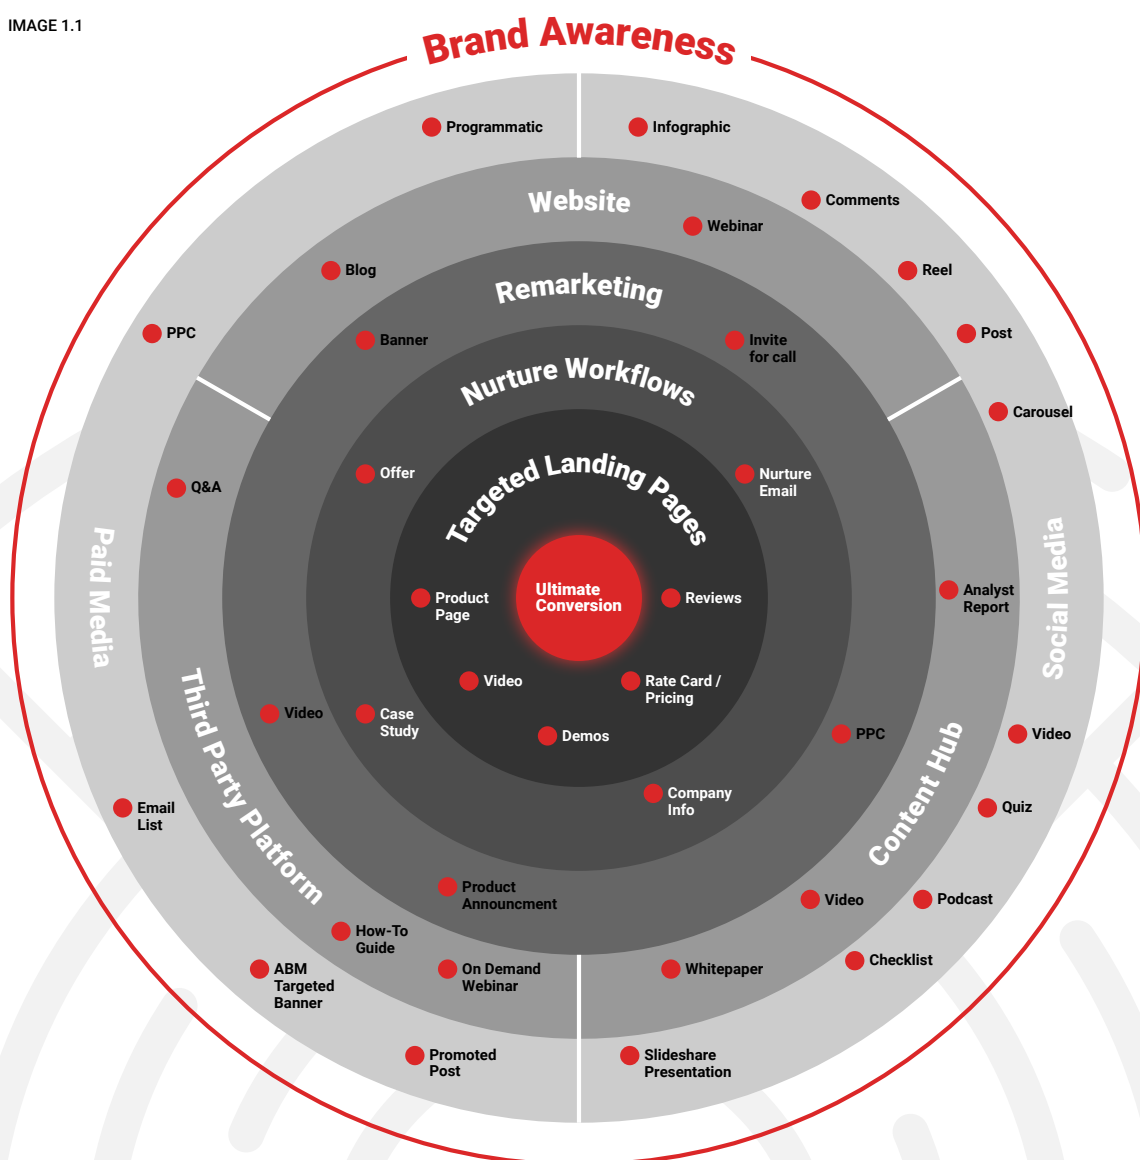 IMAGE 1.1
Brand Awareness
Programmatic
Infographic
Website
Comments
Webinar
Blog
Reel
Remarketing
PPC
Banner
Invite
for call
Post
Nurture Workflows
Carousel
Targeted Landing Pages
Offer
Nurture
Email
Q&A
Paid Media
Social Media
Ultimate
Conversion
Product
Page
Reviews
Analyst
Report
Video
Rate Card /
Pricing
Third Party Platform
Video
Case
Study
Demos
PPC
Content Hub
Video
Company
Info
Email
List
Quiz
Product
Announcment
Video
Podcast
How-To
Guide
ABM
Targeted
Banner
On Demand
Webinar
Whitepaper
Checklist
Promoted
Post
Slideshare
Presentation